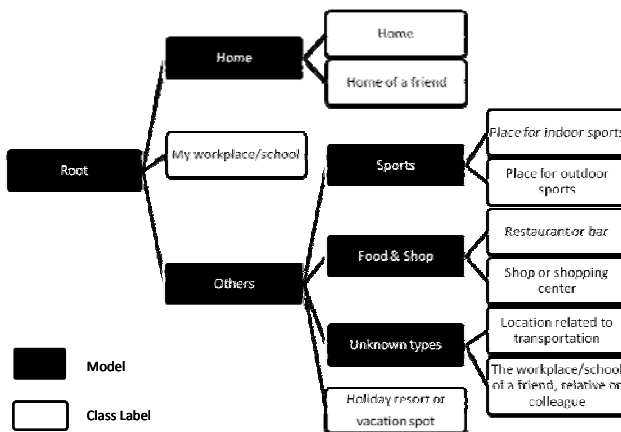 Home
Home
Home of a friend
My workplace/school
Root
Sports
Place for indoor sports
Place for outdoor
sports
Food & Shop
Restaurant or bar
Shop or shopping
center
Others
Unknown types
Location related to
transportation
The workplace/school
of a friend, relative or
colleague
Holiday resort or
vacation spot
Model
Class Label